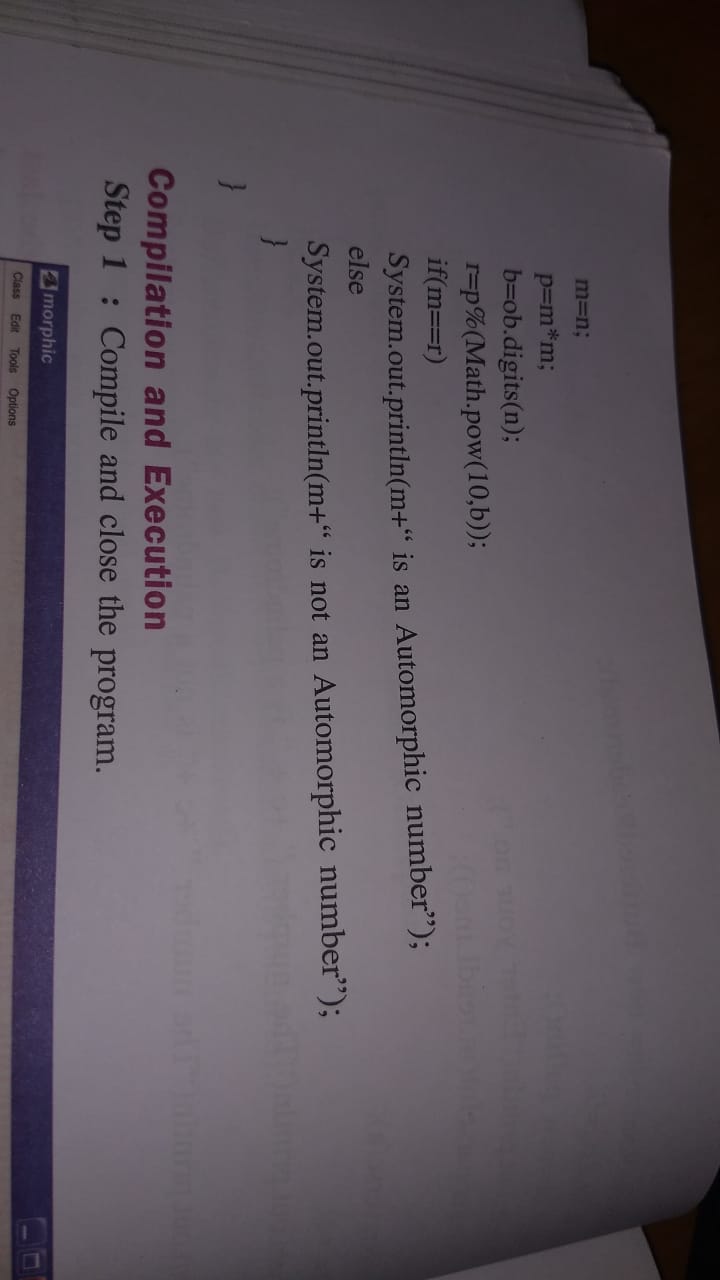 m=n;
p=m*m;
b=ob.digits(n);
r=p%(Math.pow(10,b));
if(m==r)
System.out.println(m+“ is an Automorphic number”);
else
System.out.println(m+“ is not an Automorphic number”);
}
}
Compilation and Execution
Step 1 : Compile and close the program.
morphic
Class Edit Tools Options